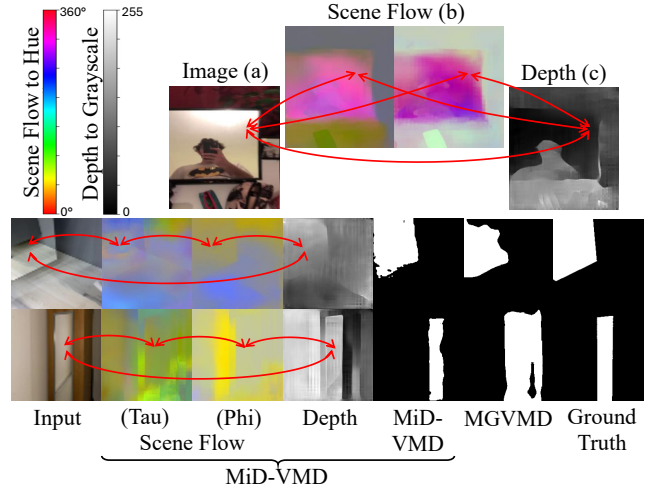 Scene Flow (b)
Image (a)
Depth (c)
360°
0°
Scene Flow to Hue
255
0
Depth to Grayscale
Input
(Tau)
(Phi)
Scene Flow
Depth
MiD-
VMD
MGVMD
Ground
Truth
MiD-VMD